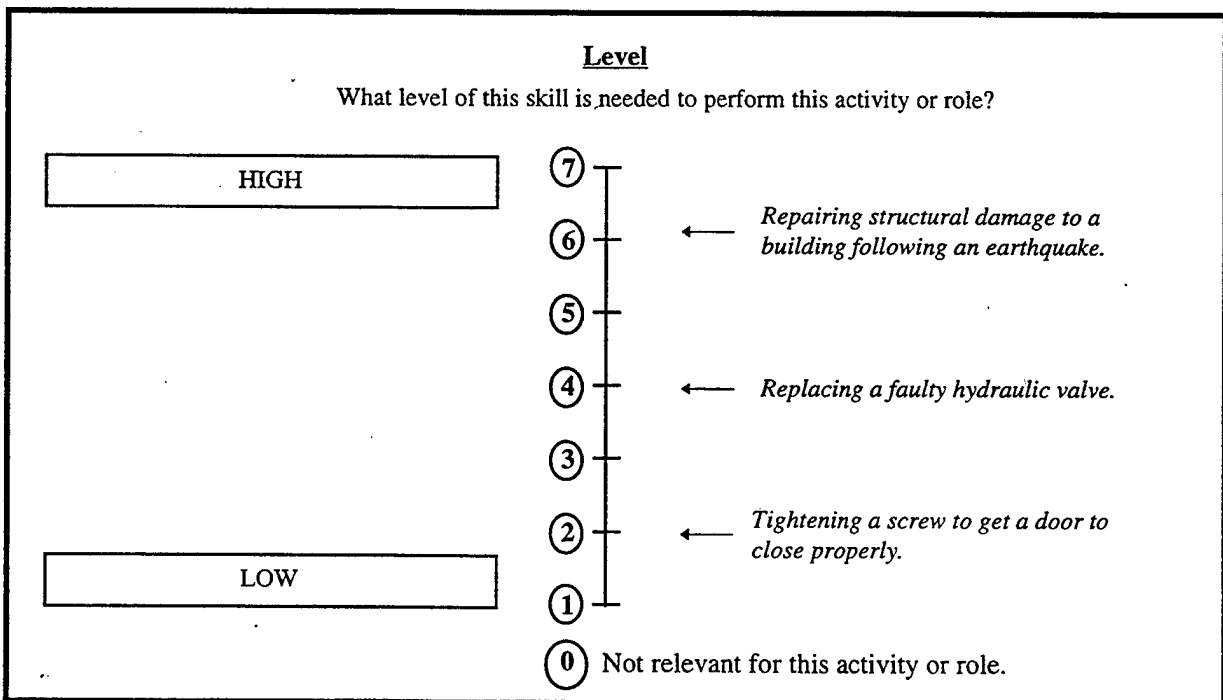 Level
What level of this skill is needed to perform this activity or role?
HIGH
7
6
Repairing structural damage to a
building following an earthquake.
5
4
Replacing a faulty hydraulic valve.
3
2
Tightening a screw to get a door to
close properly.
LOW
1
0 Not relevant for this activity or role.